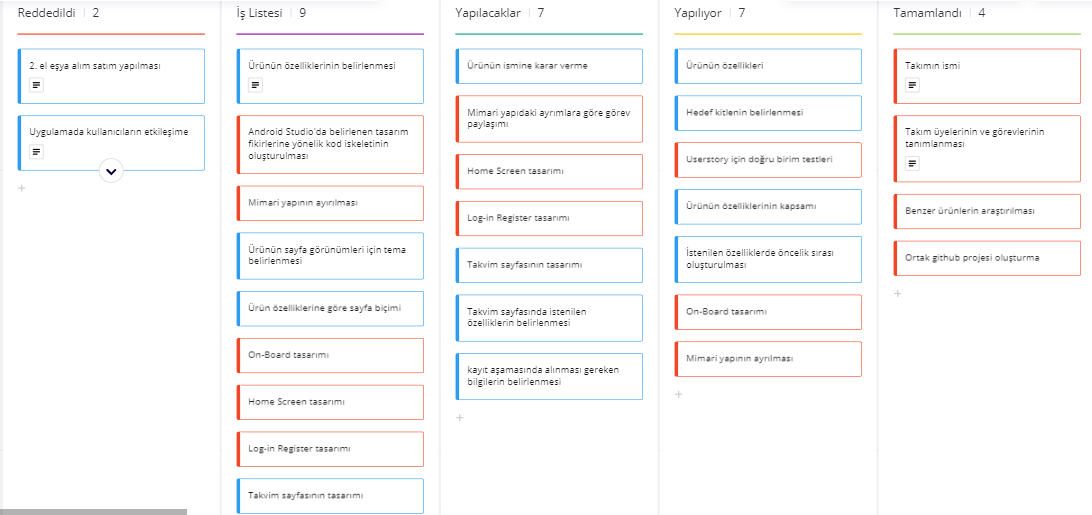 Reddedildi 2
2. el eşya alım satım yapılması
Uygulamada kullanıcıların etkileşime
+
İş Listesi 9
Ürünün özelliklerinin belirlenmesi
Android Studio'da belirlenen tasarım
fikirlerine yönelik kod iskeletinin
oluşturulması
Mimari yapının ayırılması
Ürünün sayfa görünümleri için tema
belirlenmesi
Ürün özelliklerine göre sayfa biçimi
On-Board tasarımı
Home Screen tasarımı
Log-in Register tasarımı
Takvim sayfasının tasarımı
Yapılacaklar 7
Ürünün ismine karar verme
Mimari yapıdaki ayrımlara göre görev
paylaşımı
Home Screen tasarımı
Log-in Register tasarımı
Takvim sayfasının tasarımı
Takvim sayfasında istenilen
özelliklerin belirlenmesi
kayıt aşamasında alınması gereken
bilgilerin belirlenmesi
+
Yapılıyor 7
Ürünün özellikleri
Hedef kitlenin belirlenmesi
Userstory için doğru birim testleri
Ürünün özelliklerinin kapsamı
İstenilen özelliklerde öncelik sırası
oluşturulması
On-Board tasarımı
Mimari yapının ayrılması
+
Tamamlandı 4
Takımın ismi
Takım üyelerinin ve görevlerinin
tanımlanması
Benzer ürünlerin araştırılması
Ortak github projesi oluşturma
+